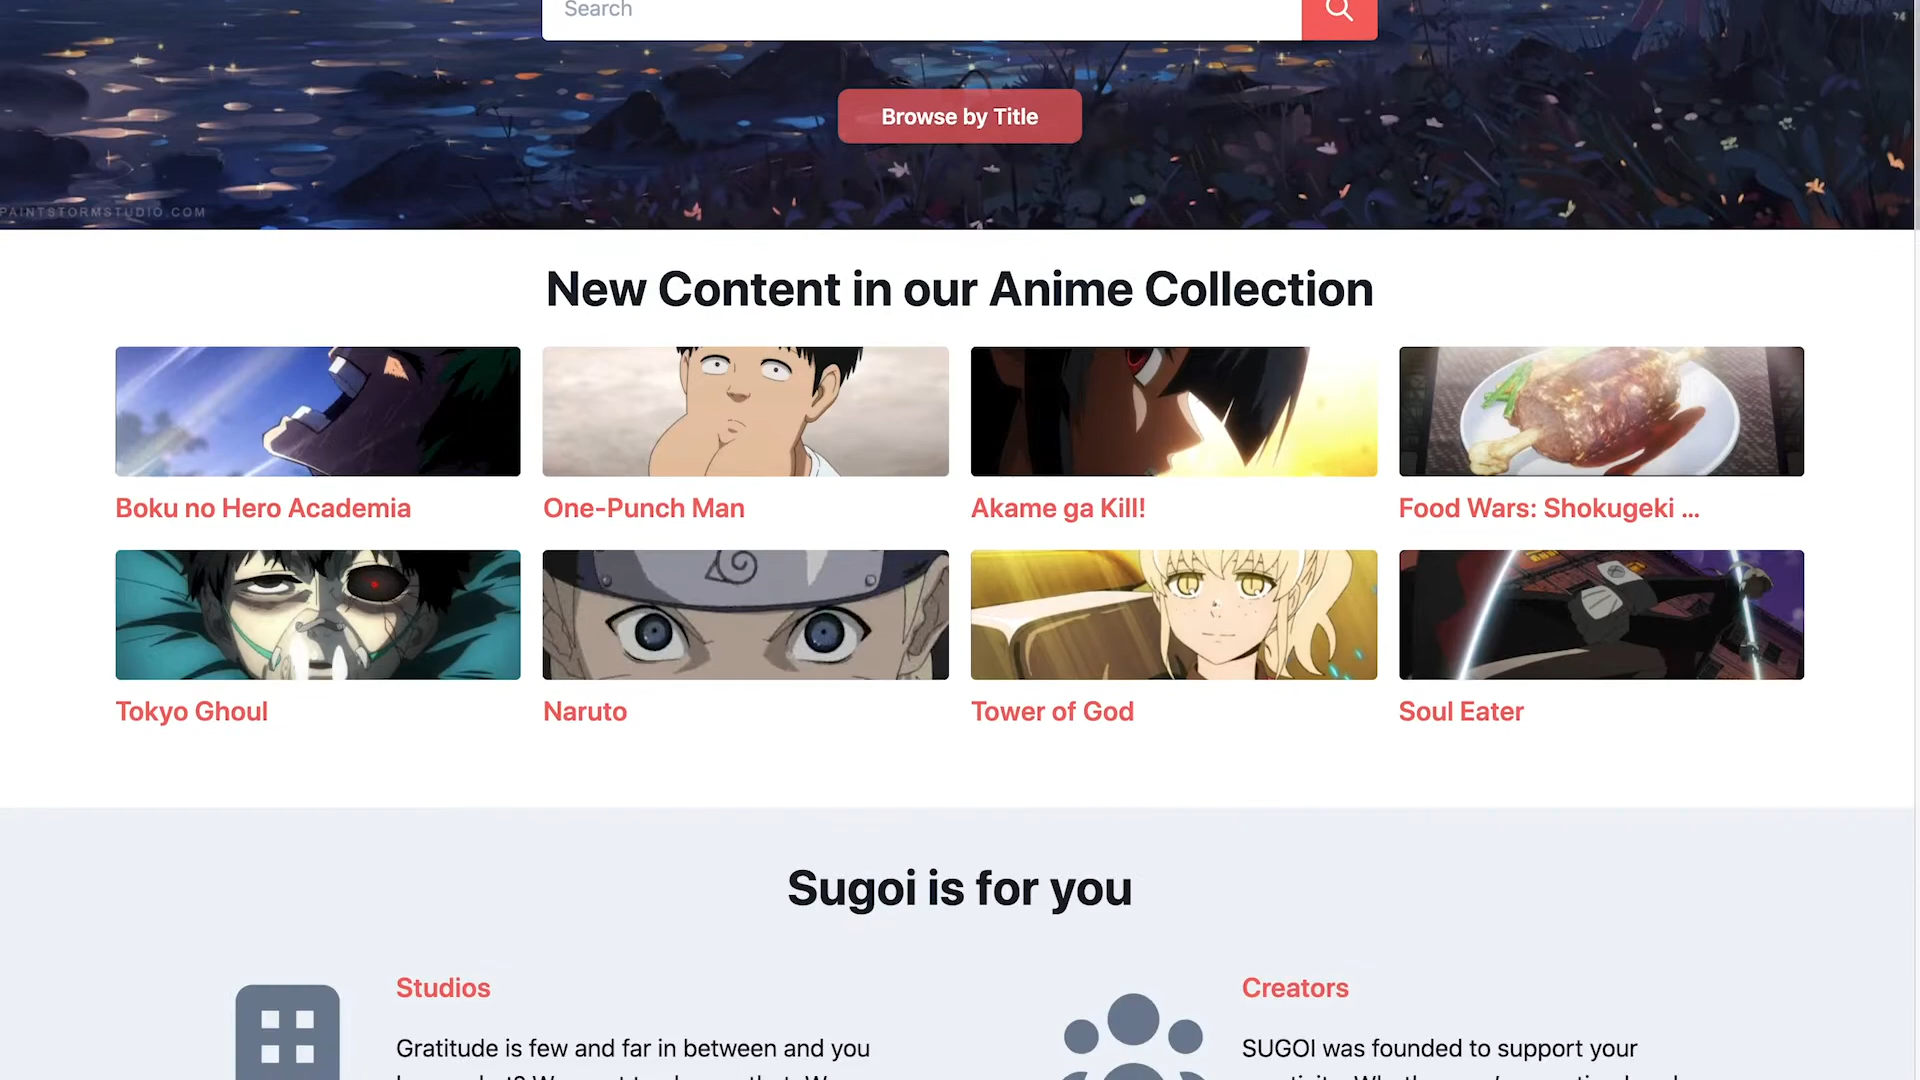 Search
Browse by Title
PAINTSTORMSTUDIO.COM
New Content in our Anime Collection
Boku no Hero Academia
One-Punch Man
Akame ga Kill!
Food Wars: Shokugeki ...
Tokyo Ghoul
Naruto
Tower of God
Soul Eater
Sugoi is for you
Studios
Gratitude is few and far in between and you
Creators
SUGOI was founded to support your